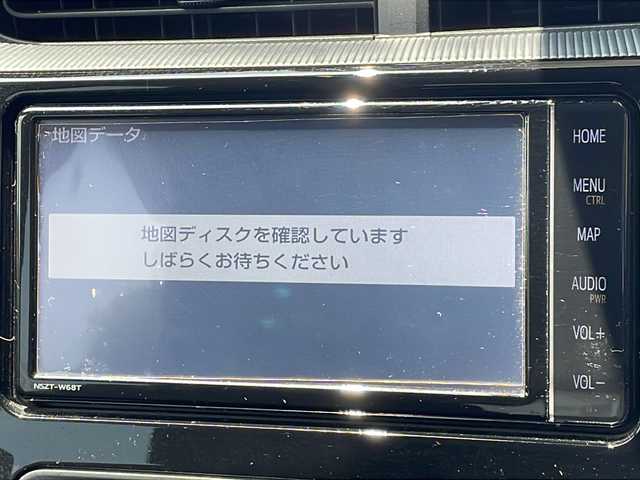 地図データ
地図ディスクを確認しています
しばらくお待ちください
HOME
MENU
CTRL
MAP
AUDIO
PWR
VOL+
VOL-
NSZT-W68T